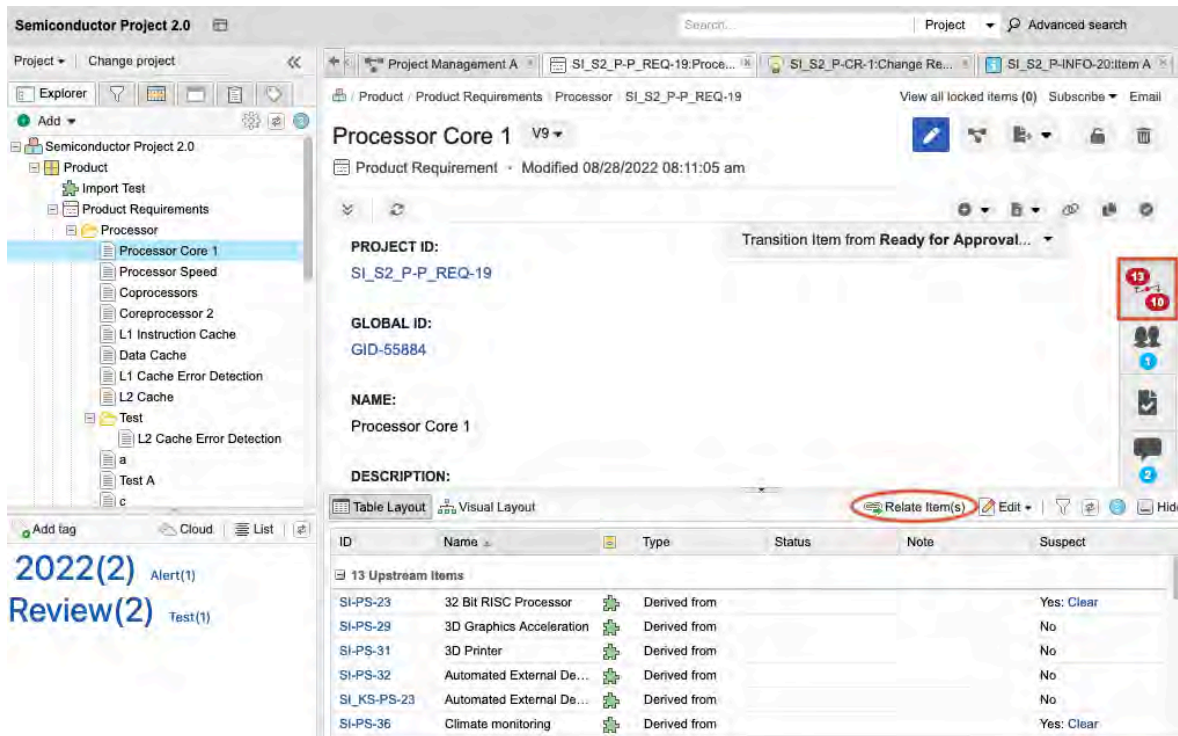 Semiconductor Project 2.0
Search... Project Advanced search
Project Change project
Project Management A SI_S2_P-P_REQ-19:Proce... SI_S2_P-CR-1:Change Re... SI_S2_P-INFO-20:Item A
Explorer
/ Product / Product Requirements / Processor / SI_S2_P-P_REQ-19 View all locked items (0) Subscribe Email
Add
Processor Core 1 V9
Product Requirement · Modified 08/28/2022 08:11:05 am
Semiconductor Project 2.0
Product
Import Test
Product Requirements
Processor
Processor Core 1
Processor Speed
Coprocessors
Coreprocessor 2
L1 Instruction Cache
Data Cache
L1 Cache Error Detection
L2 Cache
Test
L2 Cache Error Detection
a
Test A
c
Transition Item from Ready for Approval...
PROJECT ID:
SI_S2_P-P_REQ-19
GLOBAL ID:
GID-55884
NAME:
Processor Core 1
DESCRIPTION:
13
10
1
2
Add tag Cloud List
2022(2) Alert(1)
Review(2) Test(1)
Table Layout Visual Layout Relate Item(s) Edit Hide
ID Name Type Status Note Suspect
13 Upstream Items
SI-PS-23 32 Bit RISC Processor Derived from Yes: Clear
SI-PS-29 3D Graphics Acceleration Derived from No
SI-PS-31 3D Printer Derived from No
SI-PS-32 Automated External De... Derived from No
SI_KS-PS-23 Automated External De... Derived from No
SI-PS-36 Climate monitoring Derived from Yes: Clear